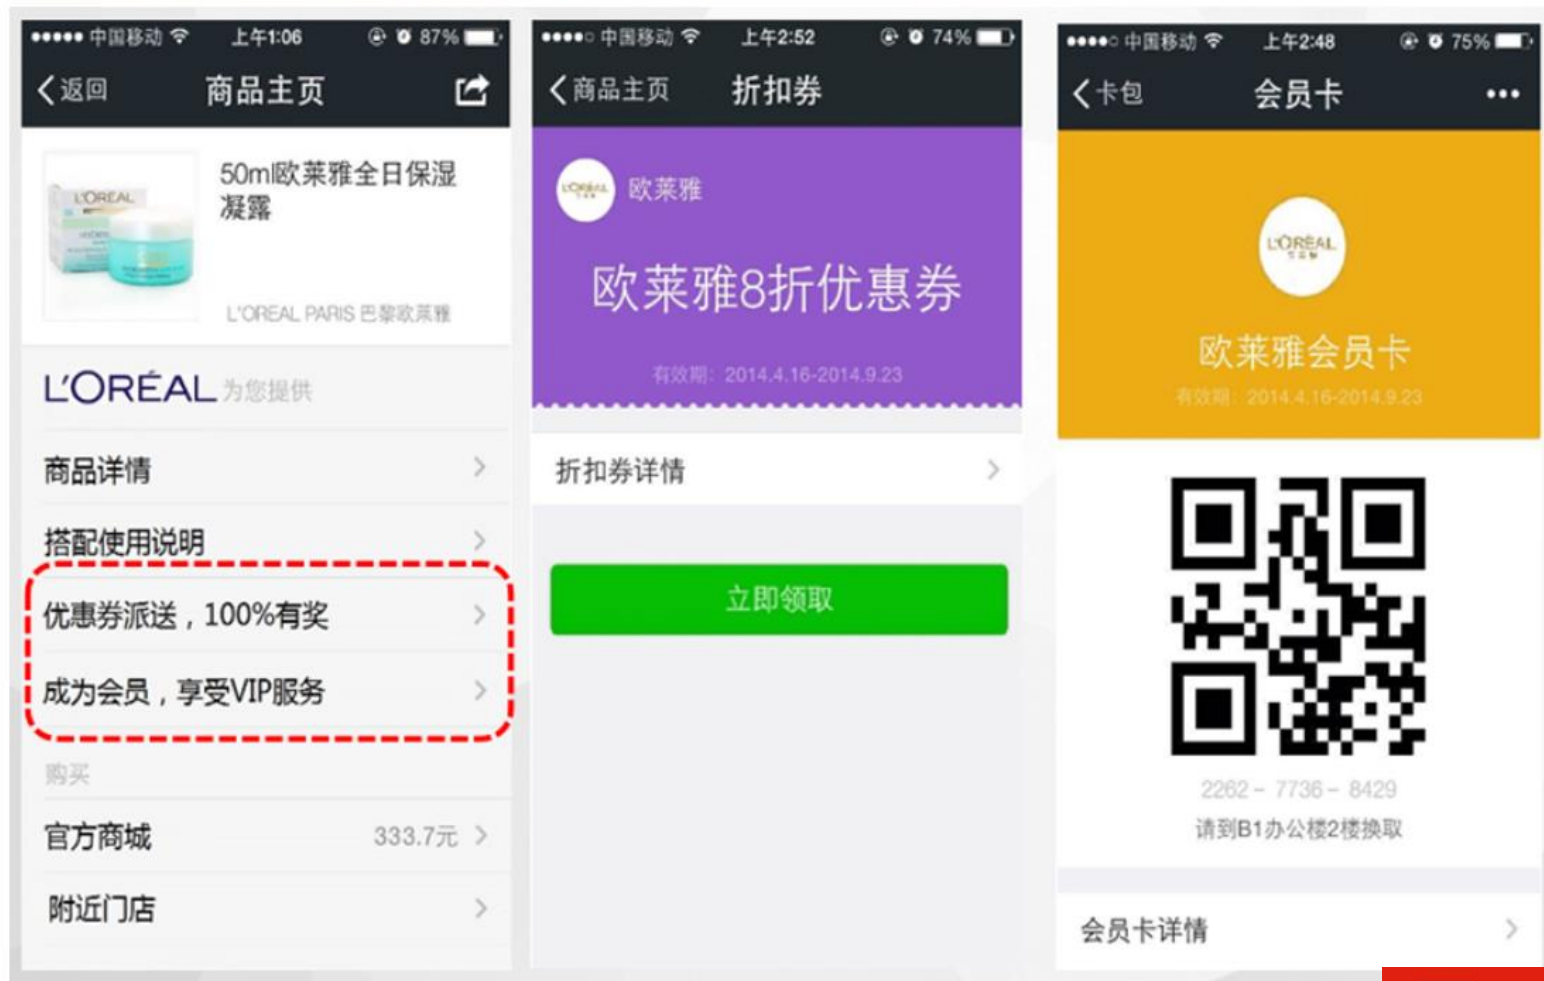 中国移动 上午1:06 87%
返回 商品主页
50ml欧莱雅全日保湿
凝露
L'OREAL
L'OREAL PARIS 巴黎欧莱雅
L'ORÉAL 为您提供
商品详情
搭配使用说明
优惠券派送，100%有奖
成为会员，享受VIP服务
购买
官方商城 333.7元
附近门店
中国移动 上午2:52 74%
商品主页 折扣券
L'ORÉAL 欧莱雅
欧莱雅8折优惠券
有效期：2014.4.16-2014.9.23
折扣券详情
立即领取
中国移动 上午2:48 75%
卡包 会员卡
L'ORÉAL
欧莱雅会员卡
有效期：2014.4.16-2014.9.23
2262 - 7736 - 8429
请到B1办公楼2楼换取
会员卡详情